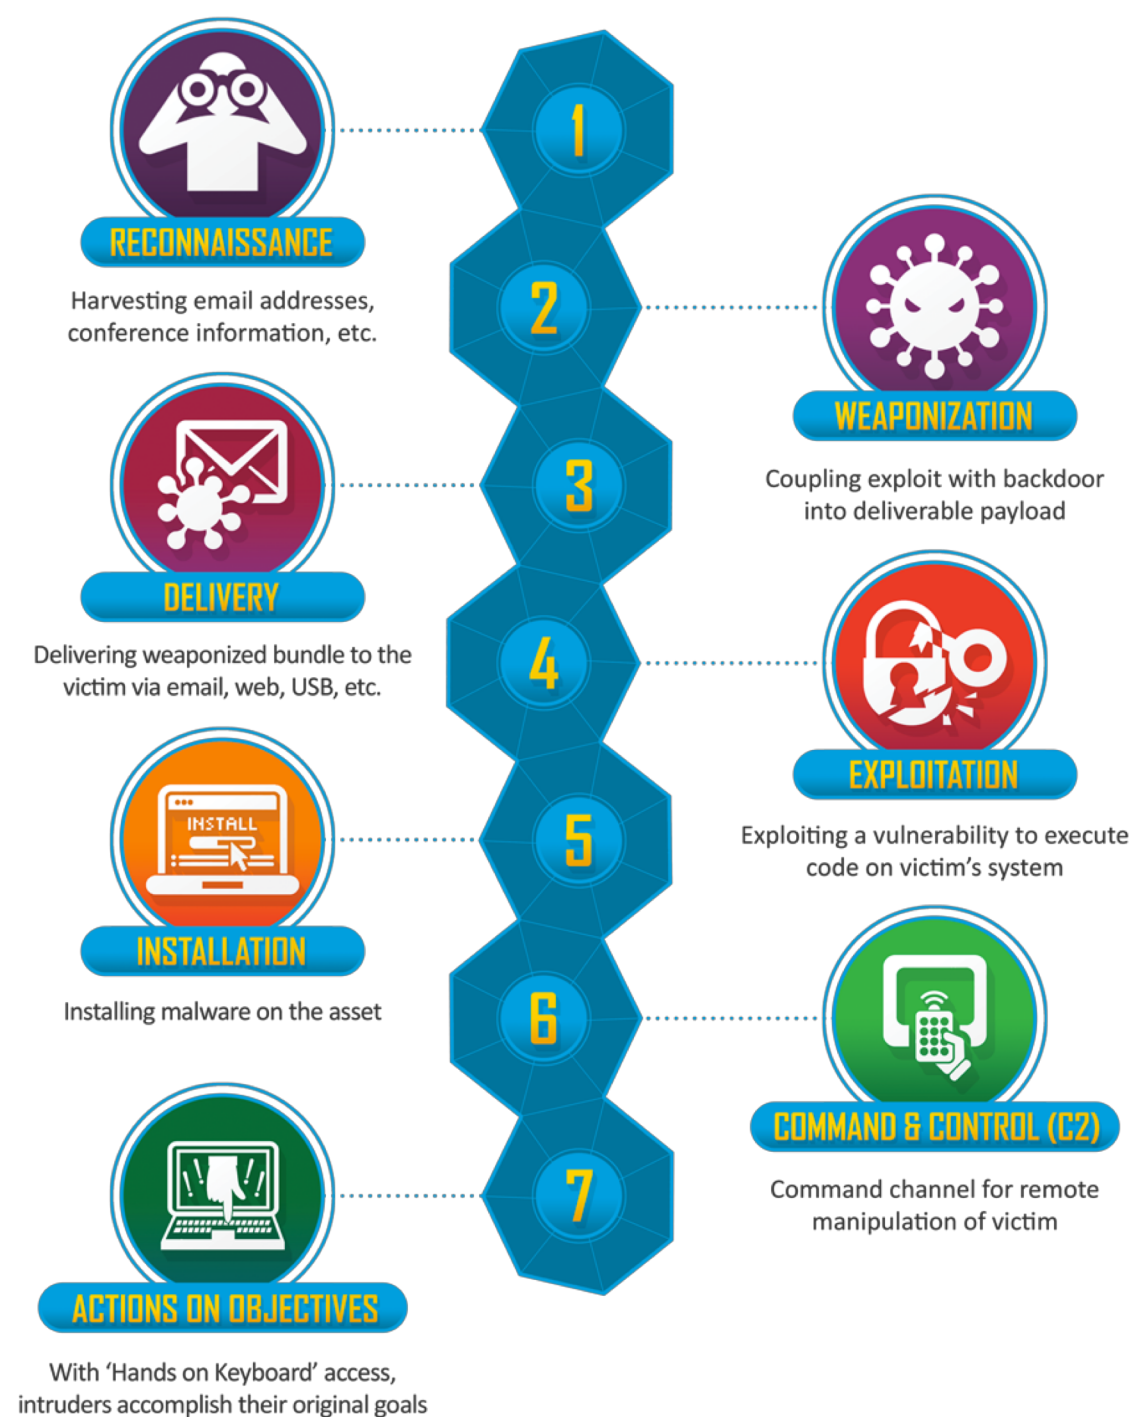 1
RECONNAISSANCE
Harvesting email addresses,
conference information, etc.
2
WEAPONIZATION
Coupling exploit with backdoor
into deliverable payload
3
DELIVERY
Delivering weaponized bundle to the
victim via email, web, USB, etc.
4
EXPLOITATION
Exploiting a vulnerability to execute
code on victim’s system
5
INSTALL
INSTALLATION
Installing malware on the asset
6
COMMAND & CONTROL (C2)
Command channel for remote
manipulation of victim
7
ACTIONS ON OBJECTIVES
With ‘Hands on Keyboard’ access,
intruders accomplish their original goals